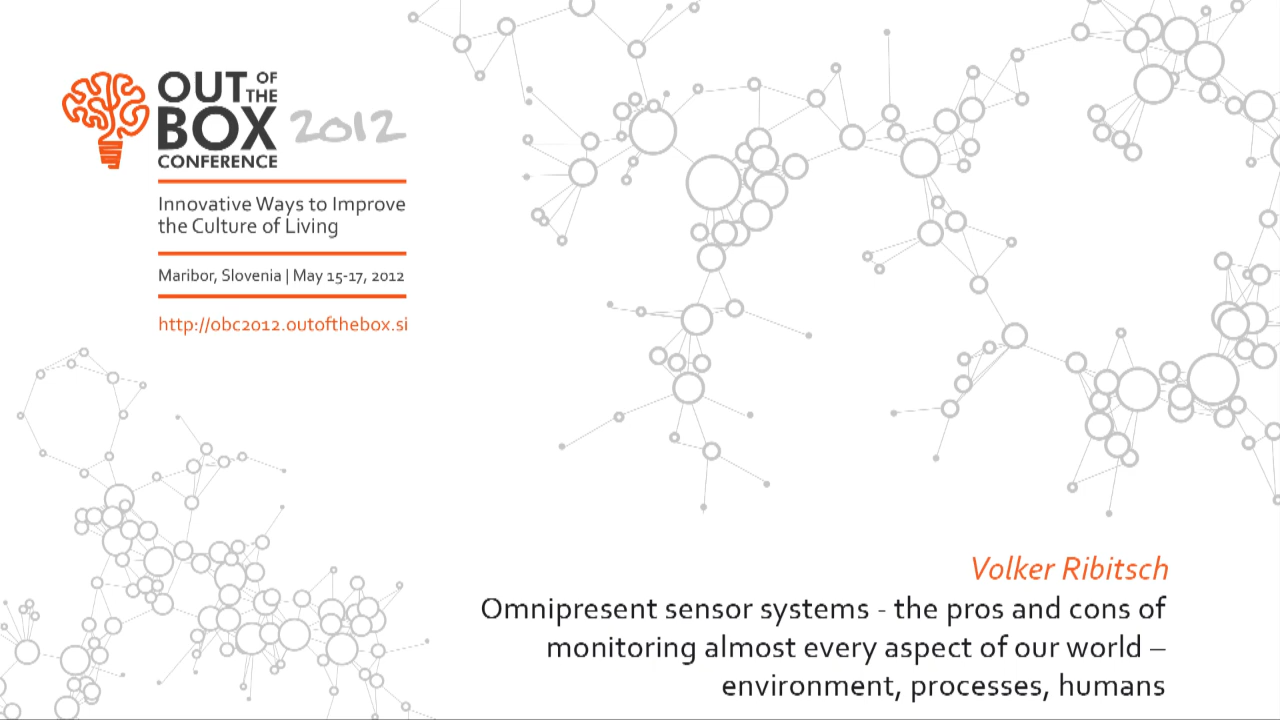 OUT OF
THE
BOX 2012
CONFERENCE
Innovative Ways to Improve
the Culture of Living
Maribor, Slovenia | May 15-17, 2012
http://obc2012.outofthebox.si
Volker Ribitsch
Omnipresent sensor systems - the pros and cons of
monitoring almost every aspect of our world –
environment, processes, humans